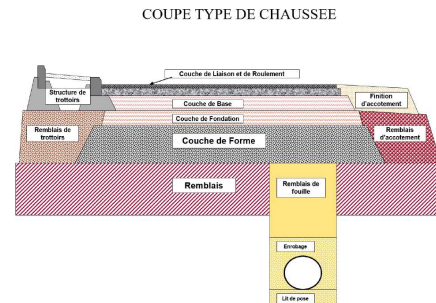 COUPE TYPE DE CHAUSSEE
Couche de Liaison et de Roulement
Structure de
trottoirs
Finition
d'accotement
Couche de Base
Couche de Fondation
Remblais de
trottoirs
Remblais
d'accotement
Couche de Forme
Remblais
Remblais de
fouille
Enrobage
Lit de pose